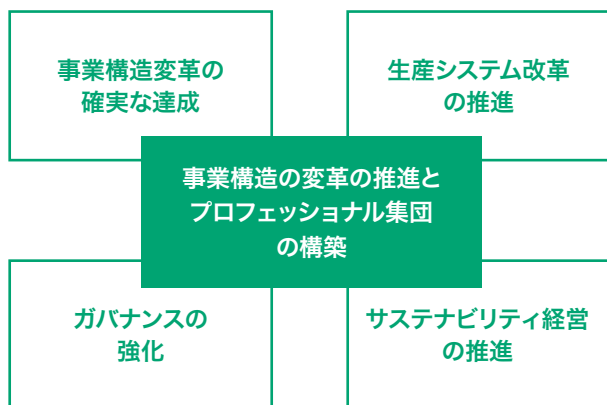 事業構造変革の
確実な達成
生産システム改革
の推進
事業構造の変革の推進と
プロフェッショナル集団
の構築
ガバナンスの
強化
サステナビリティ経営
の推進